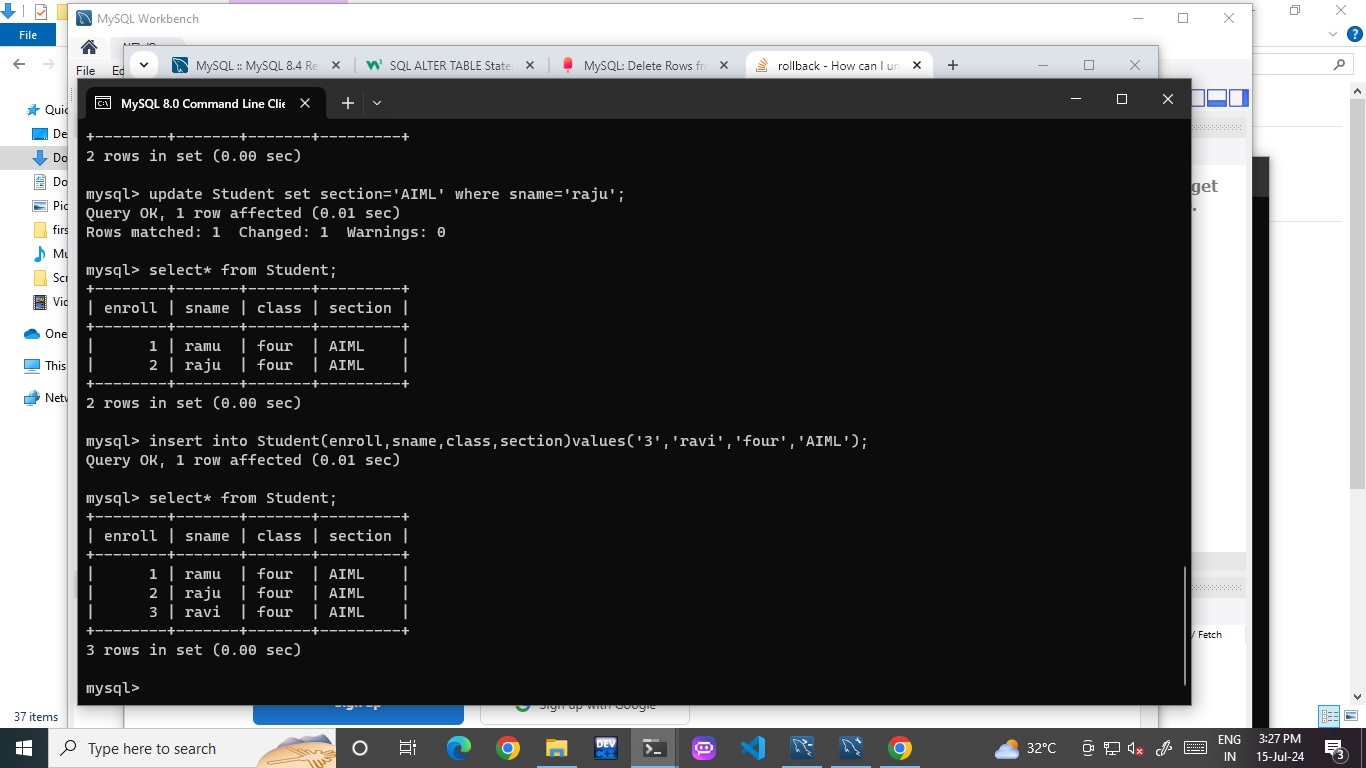 MySQL Workbench
File
File
MySQL :: MySQL 8.4 Re
SQL ALTER TABLE State
MySQL: Delete Rows fr
rollback - How can I un
MySQL 8.0 Command Line Clie
+--------+-------+-------+---------+
2 rows in set (0.00 sec)
mysql> update Student set section='AIML' where sname='raju';
Query OK, 1 row affected (0.01 sec)
Rows matched: 1  Changed: 1  Warnings: 0
mysql> select* from Student;
+--------+-------+-------+---------+
| enroll | sname | class | section |
+--------+-------+-------+---------+
|      1 | ramu  | four  | AIML    |
|      2 | raju  | four  | AIML    |
+--------+-------+-------+---------+
2 rows in set (0.00 sec)
mysql> insert into Student(enroll,sname,class,section)values('3','ravi','four','AIML');
Query OK, 1 row affected (0.01 sec)
mysql> select* from Student;
+--------+-------+-------+---------+
| enroll | sname | class | section |
+--------+-------+-------+---------+
|      1 | ramu  | four  | AIML    |
|      2 | raju  | four  | AIML    |
|      3 | ravi  | four  | AIML    |
+--------+-------+-------+---------+
3 rows in set (0.00 sec)
mysql>
Quic
De
Do
Do
Pic
firs
Mu
Scr
Vid
One
This
Netw
get
/ Fetch
37 items
Sign up
Sign up with Google
Type here to search
DEV
32°C
ENG
IN
3:27 PM
15-Jul-24
3